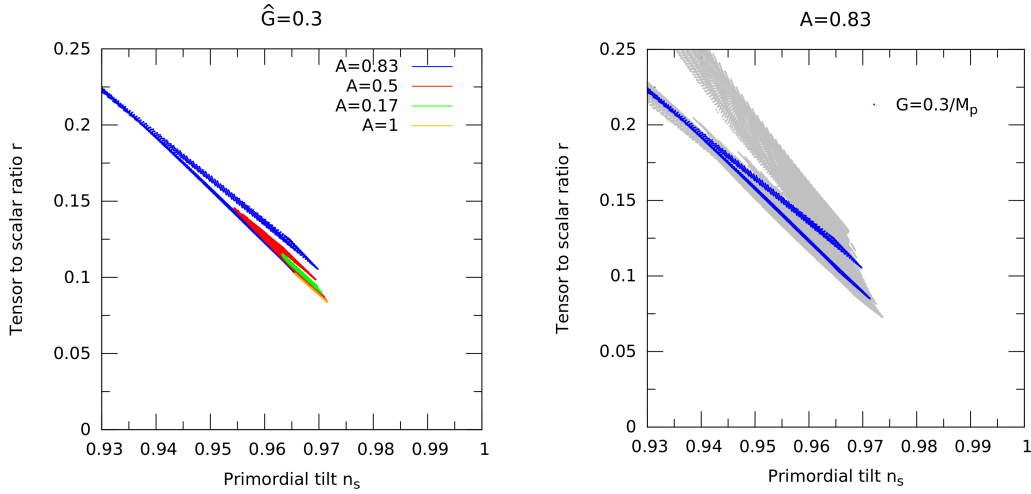 Ĝ=0.3
A=0.83
Tensor to scalar ratio r
0.25
0.2
0.15
0.1
0.05
0
A=0.83
A=0.5
A=0.17
A=1
0.93 0.94 0.95 0.96 0.97 0.98 0.99 1
Primordial tilt nₛ
Tensor to scalar ratio r
0.25
0.2
0.15
0.1
0.05
0
G=0.3/Mₚ
0.93 0.94 0.95 0.96 0.97 0.98 0.99 1
Primordial tilt nₛ